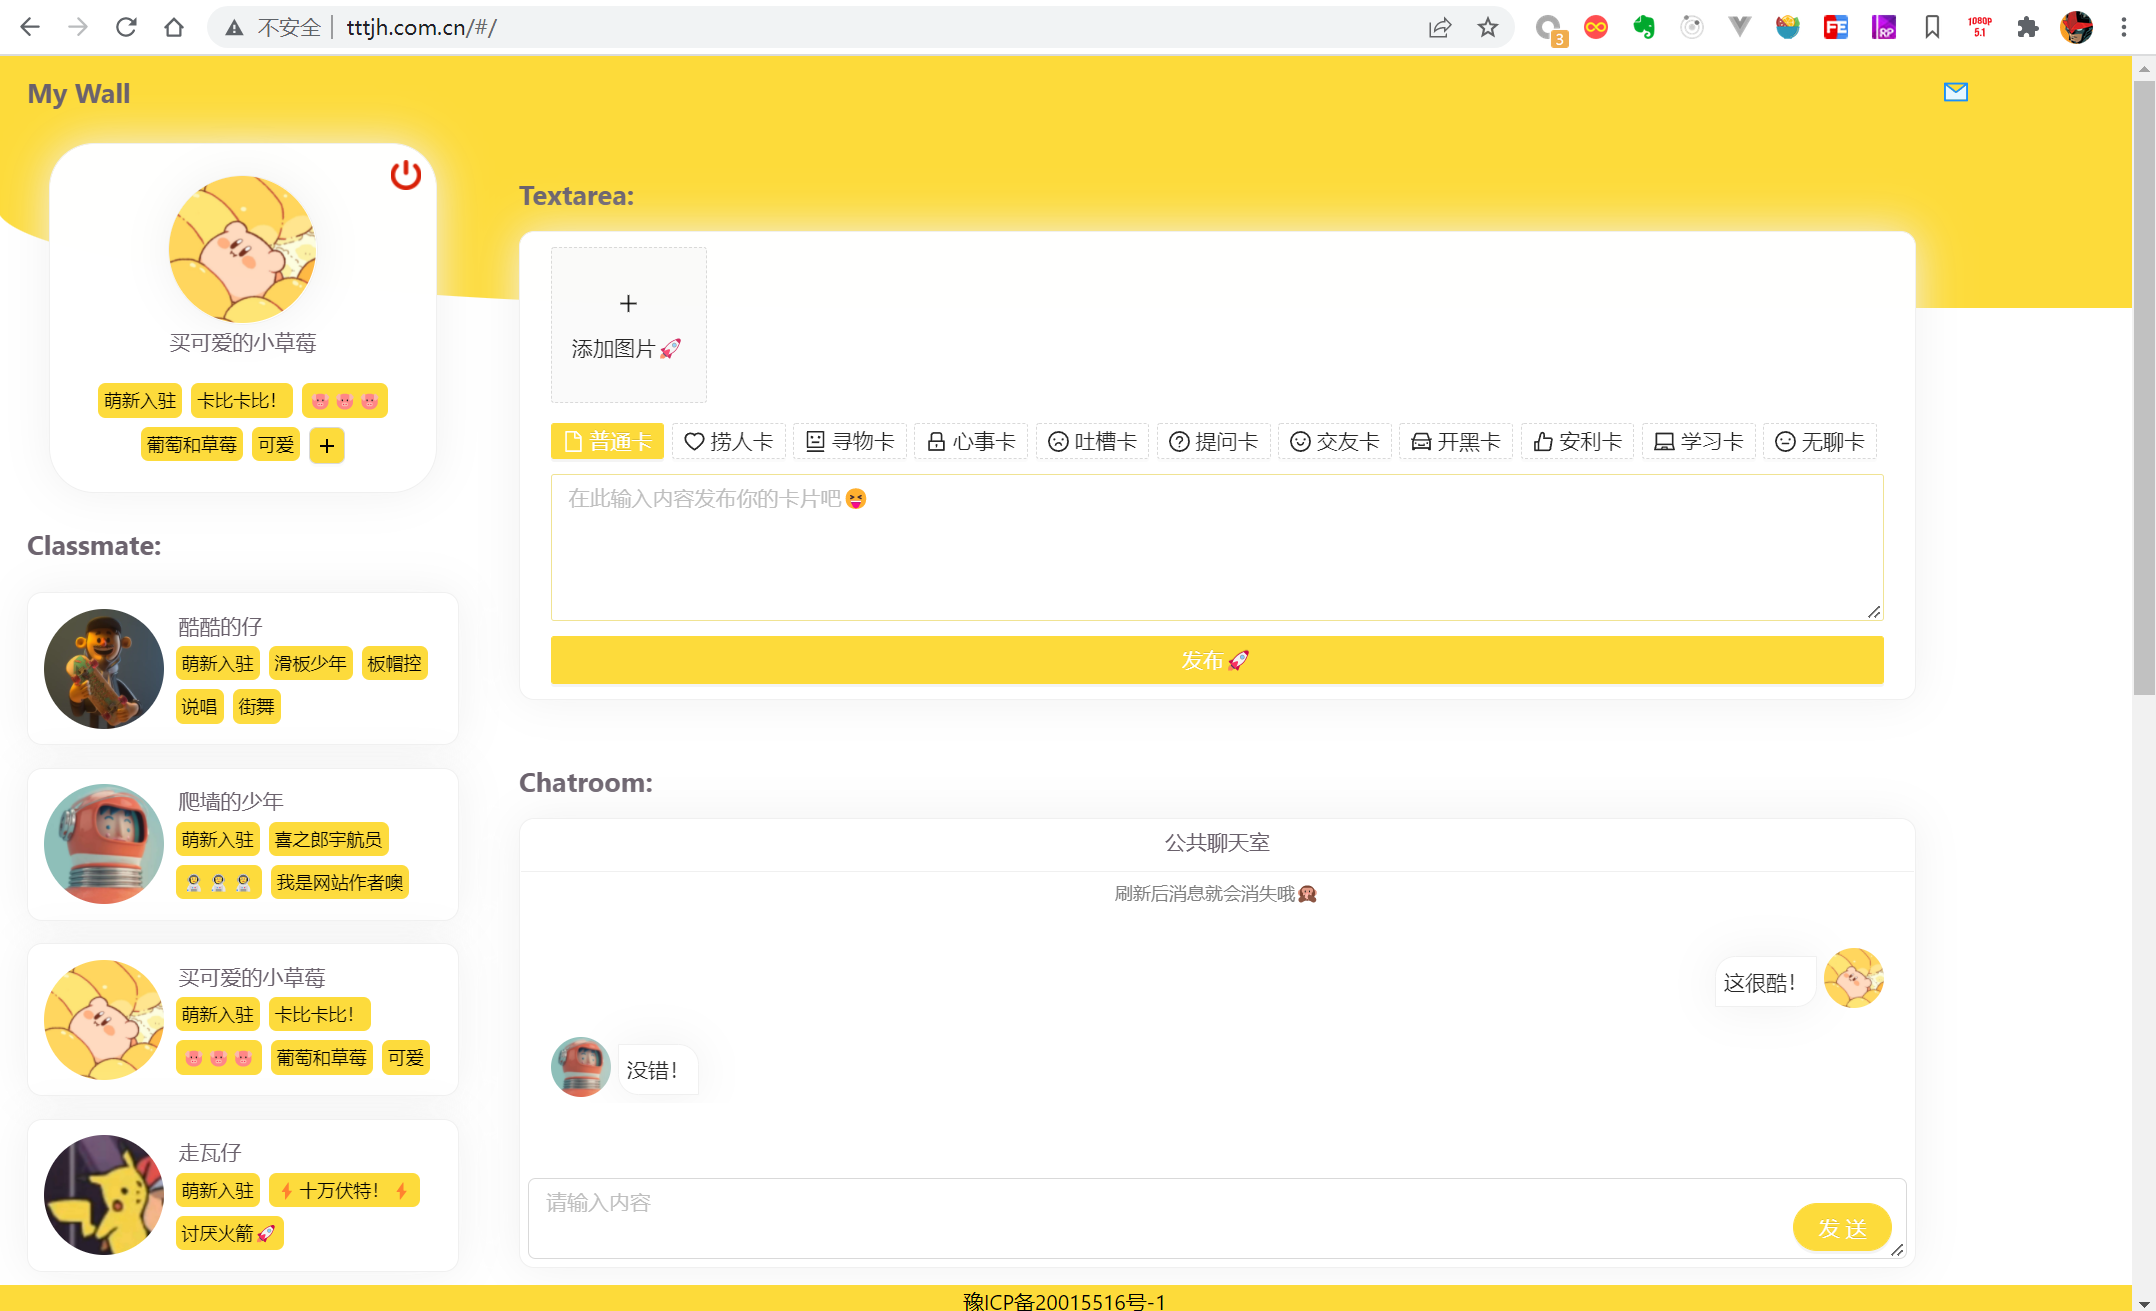 不安全 tttjh.com.cn/#/
3
FE
RP
1080P
5.1
My Wall
买可爱的小草莓
萌新入驻 卡比卡比！ 🐷🐷🐷
葡萄和草莓 可爱 +
Classmate:
酷酷的仔
萌新入驻 滑板少年 板帽控
说唱 街舞
爬墙的少年
萌新入驻 喜之郎宇航员
👨‍🚀👨‍🚀👨‍🚀 我是网站作者噢
买可爱的小草莓
萌新入驻 卡比卡比！
🐷🐷🐷 葡萄和草莓 可爱
走瓦仔
萌新入驻 ⚡十万伏特！⚡
讨厌火箭🚀
Textarea:
+
添加图片🚀
普通卡 捞人卡 寻物卡 心事卡 吐槽卡 提问卡 交友卡 开黑卡 安利卡 学习卡 无聊卡
在此输入内容发布你的卡片吧😝
发布🚀
Chatroom:
公共聊天室
刷新后消息就会消失哦🙊
这很酷！
没错！
请输入内容
发 送
豫ICP备20015516号-1